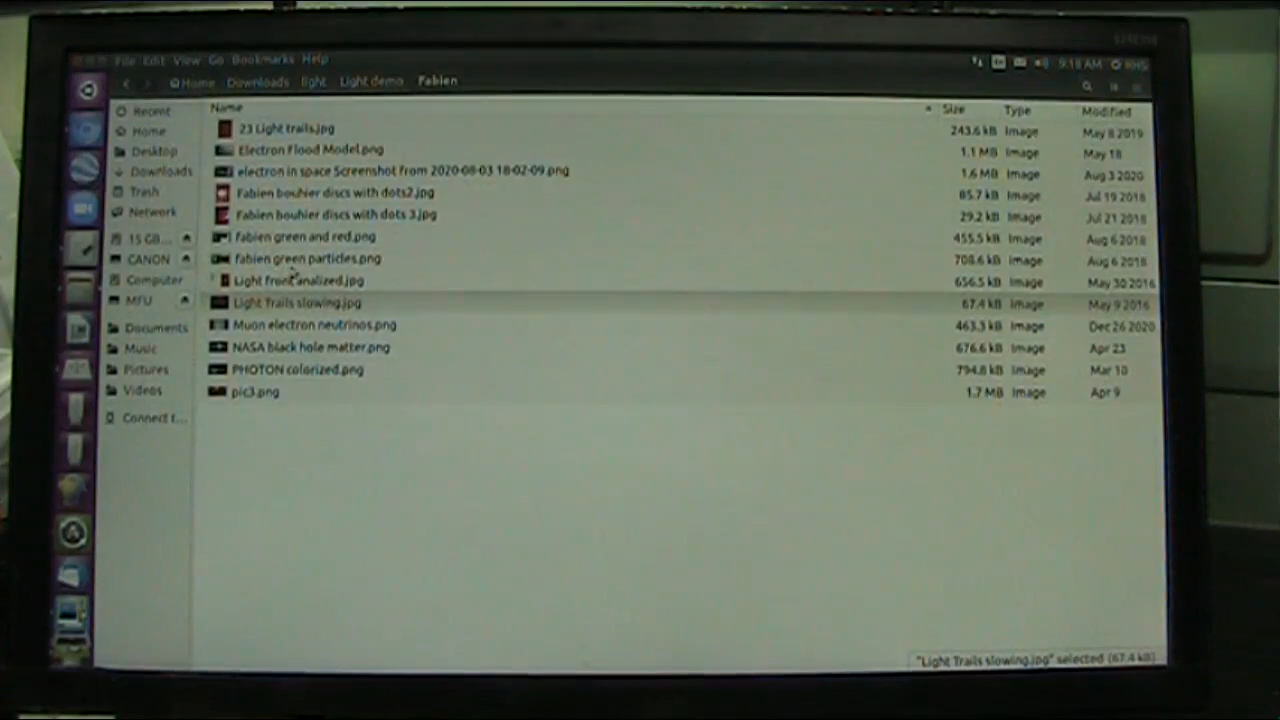 File Edit View Go Bookmarks Help
9:18 AM RHS
Home Downloads light Light demo Fabien
Recent
Home
Desktop
Downloads
Trash
Network
15 GB...
CANON
Computer
MFU
Documents
Music
Pictures
Videos
Connect t...
Name Size Type Modified
23 Light trails.jpg 243.6 kB Image May 8 2019
Electron Flood Model.png 1.1 MB Image May 18
electron in space Screenshot from 2020-08-03 18-02-09.png 1.6 MB Image Aug 3 2020
Fabien bouhier discs with dots2.jpg 85.7 kB Image Jul 19 2018
Fabien bouhier discs with dots 3.jpg 29.2 kB Image Jul 21 2018
fabien green and red.png 455.5 kB Image Aug 6 2018
fabien green particles.png 708.6 kB Image Aug 6 2018
Light front analized.jpg 656.5 kB Image May 30 2016
Light Trails slowing.jpg 67.4 kB Image May 9 2016
Muon electron neutrinos.png 463.3 kB Image Dec 26 2020
NASA black hole matter.png 676.6 kB Image Apr 23
PHOTON colorized.png 794.8 kB Image Mar 10
pic3.png 1.7 MB Image Apr 9
"Light Trails slowing.jpg" selected (67.4 kB)